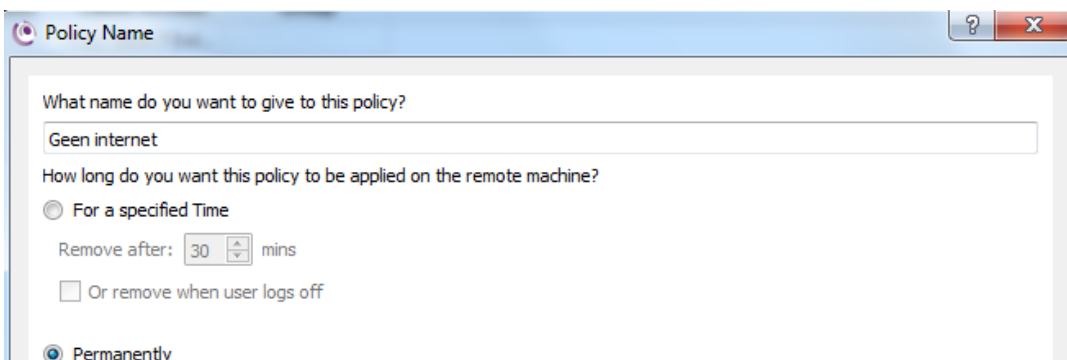 Policy Name
What name do you want to give to this policy?
Geen internet
How long do you want this policy to be applied on the remote machine?
For a specified Time
Remove after: 30 mins
Or remove when user logs off
Permanently